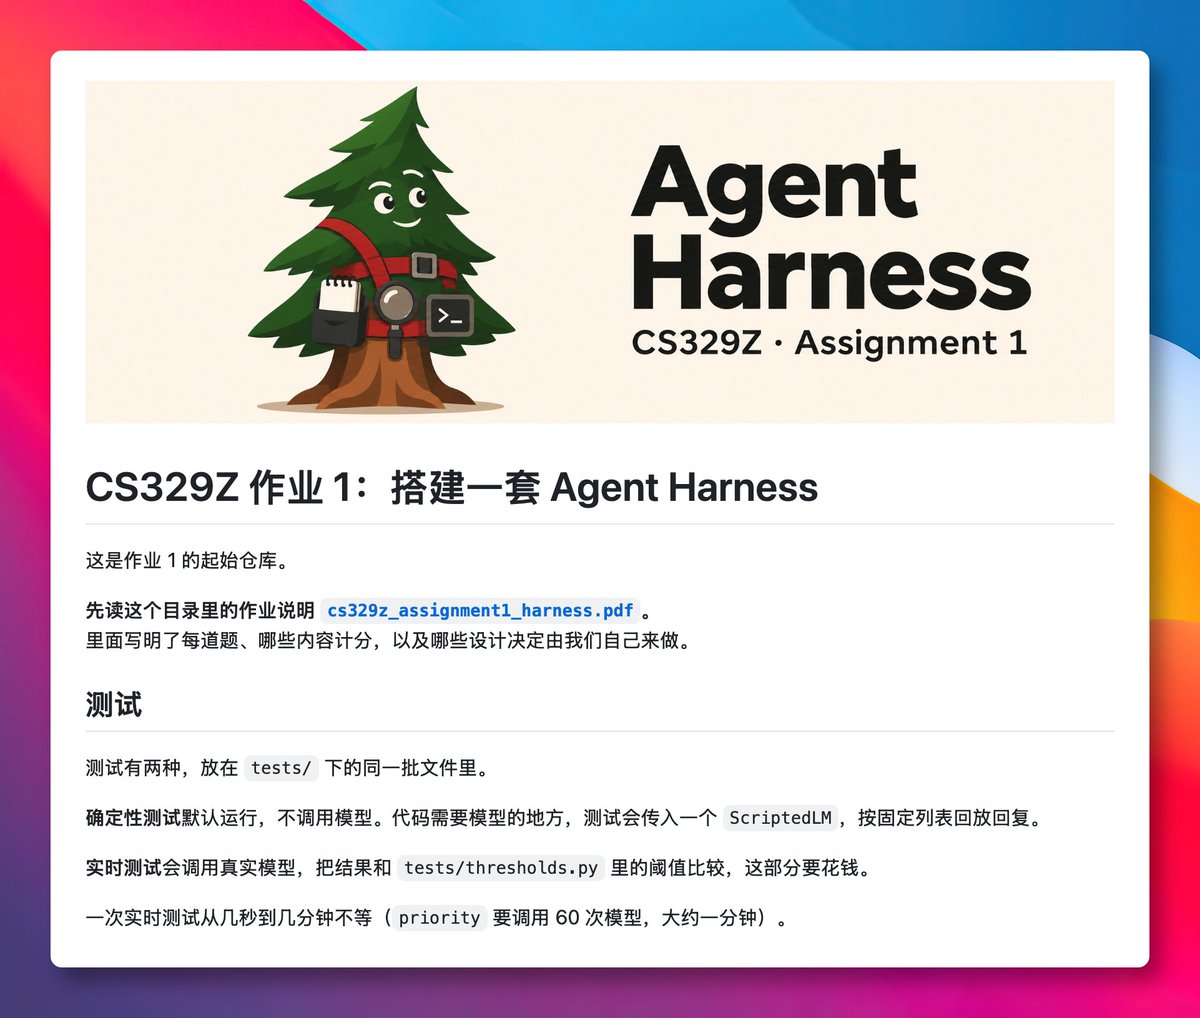 Agent
Harness
CS329Z · Assignment 1
>_
CS329Z 作业 1：搭建一套 Agent Harness
这是作业 1 的起始仓库。
先读这个目录里的作业说明 cs329z_assignment1_harness.pdf 。
里面写明了每道题、哪些内容计分，以及哪些设计决定由我们自己来做。
测试
测试有两种，放在 tests/ 下的同一批文件里。
确定性测试默认运行，不调用模型。代码需要模型的地方，测试会传入一个 ScriptedLM ，按固定列表回放回复。
实时测试会调用真实模型，把结果和 tests/thresholds.py 里的阈值比较，这部分要花钱。
一次实时测试从几秒到几分钟不等（ priority 要调用 60 次模型，大约一分钟）。